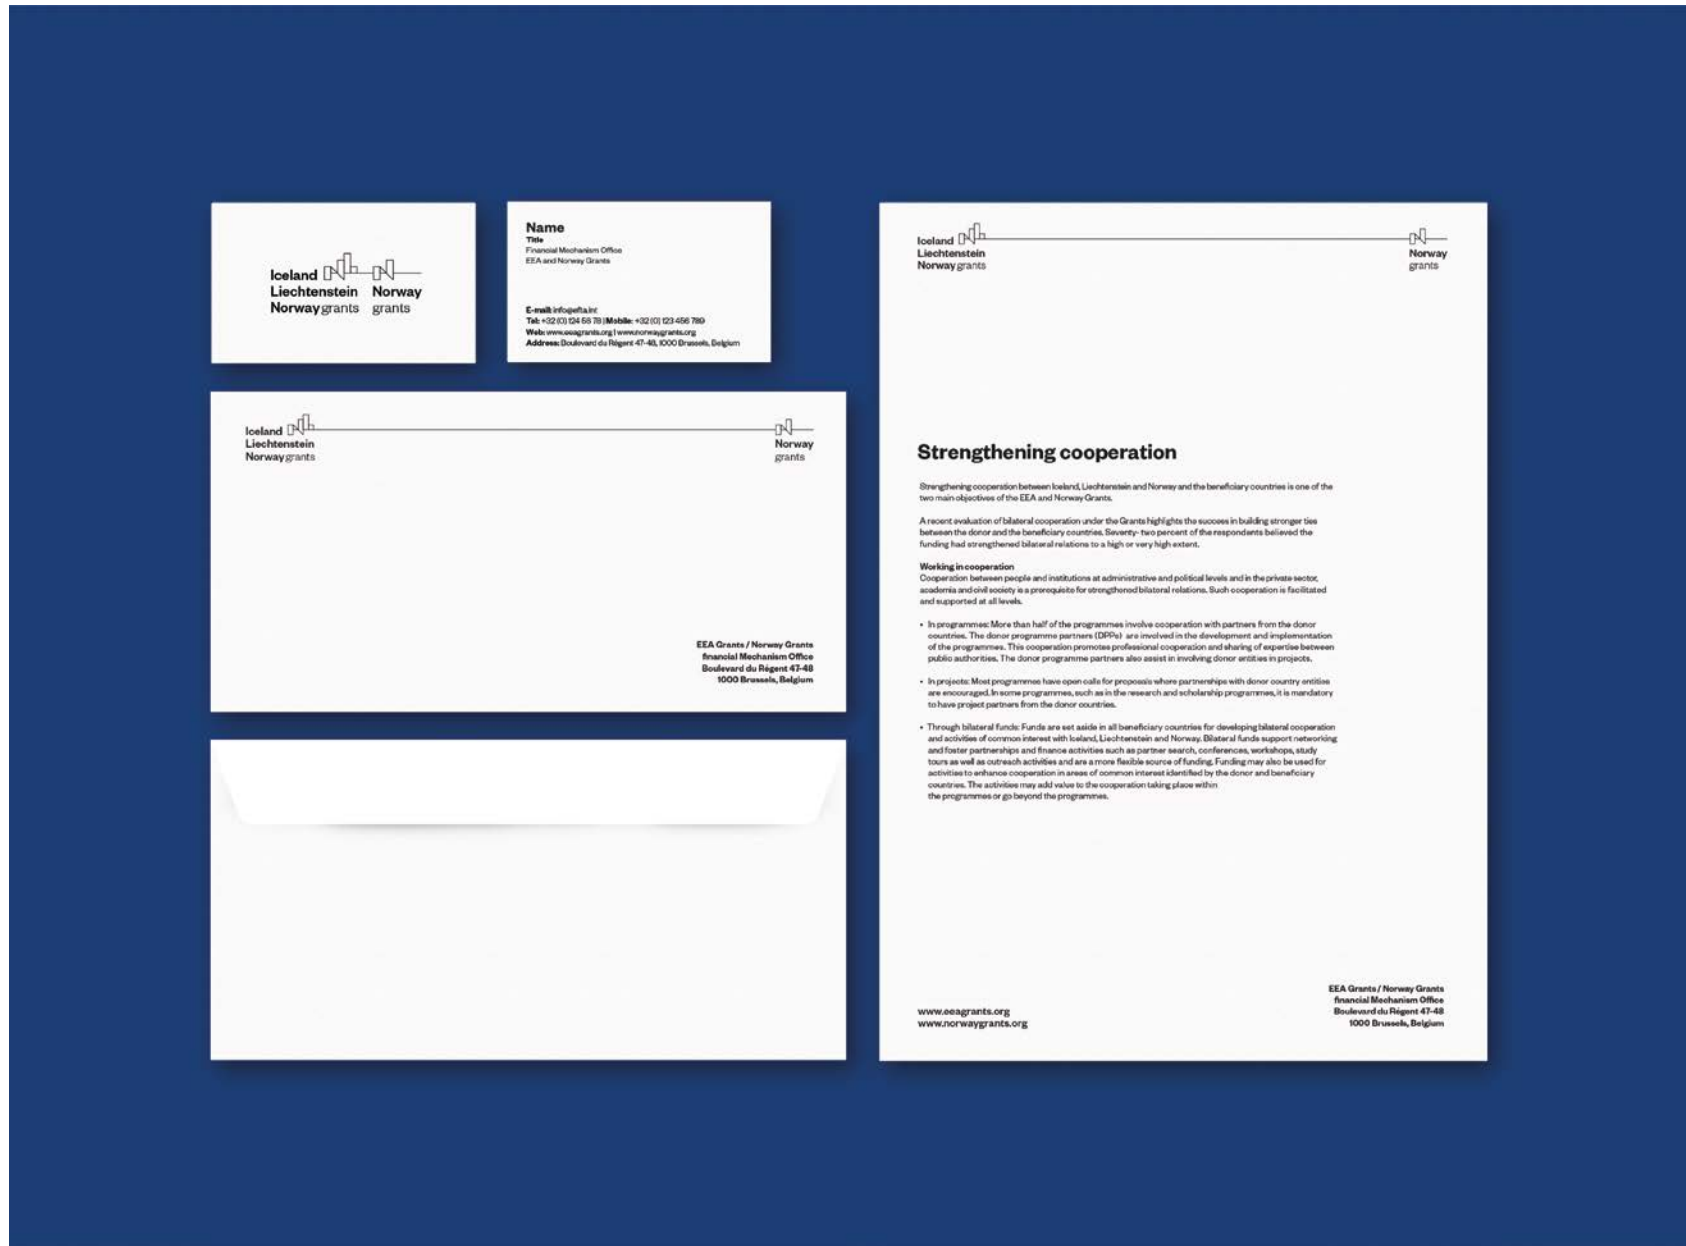 Iceland
Liechtenstein
Norway grants
Norway
grants
Name
Title
Financial Mechanism Office
EEA and Norway Grants
E-mail: info@efta.int
Tel: +32 (0) 124 56 78 | Mobile: +32 (0) 123 456 789
Web: www.eeagrants.org | www.norwaygrants.org
Address: Boulevard du Régent 47-48, 1000 Brussels, Belgium
Iceland
Liechtenstein
Norway grants
Norway
grants
EEA Grants / Norway Grants
financial Mechanism Office
Boulevard du Régent 47-48
1000 Brussels, Belgium
Iceland
Liechtenstein
Norway grants
Norway
grants
Strengthening cooperation
Strengthening cooperation between Iceland, Liechtenstein and Norway and the beneficiary countries is one of the
two main objectives of the EEA and Norway Grants.
A recent evaluation of bilateral cooperation under the Grants highlights the success in building stronger ties
between the donor and the beneficiary countries. Seventy- two percent of the respondents believed the
funding had strengthened bilateral relations to a high or very high extent.
Working in cooperation
Cooperation between people and institutions at administrative and political levels and in the private sector,
academia and civil society is a prerequisite for strengthened bilateral relations. Such cooperation is facilitated
and supported at all levels.
• In programmes: More than half of the programmes involve cooperation with partners from the donor
countries. The donor programme partners (DPPs) are involved in the development and implementation
of the programmes. This cooperation promotes professional cooperation and sharing of expertise between
public authorities. The donor programme partners also assist in involving donor entities in projects.
• In projects: Most programmes have open calls for proposals where partnerships with donor country entities
are encouraged. In some programmes, such as in the research and scholarship programmes, it is mandatory
to have project partners from the donor countries.
• Through bilateral funds: Funds are set aside in all beneficiary countries for developing bilateral cooperation
and activities of common interest with Iceland, Liechtenstein and Norway. Bilateral funds support networking
and foster partnerships and finance activities such as partner search, conferences, workshops, study
tours as well as outreach activities and are a more flexible source of funding. Funding may also be used for
activities to enhance cooperation in areas of common interest identified by the donor and beneficiary
countries. The activities may add value to the cooperation taking place within
the programmes or go beyond the programmes.
www.eeagrants.org
www.norwaygrants.org
EEA Grants / Norway Grants
financial Mechanism Office
Boulevard du Régent 47-48
1000 Brussels, Belgium